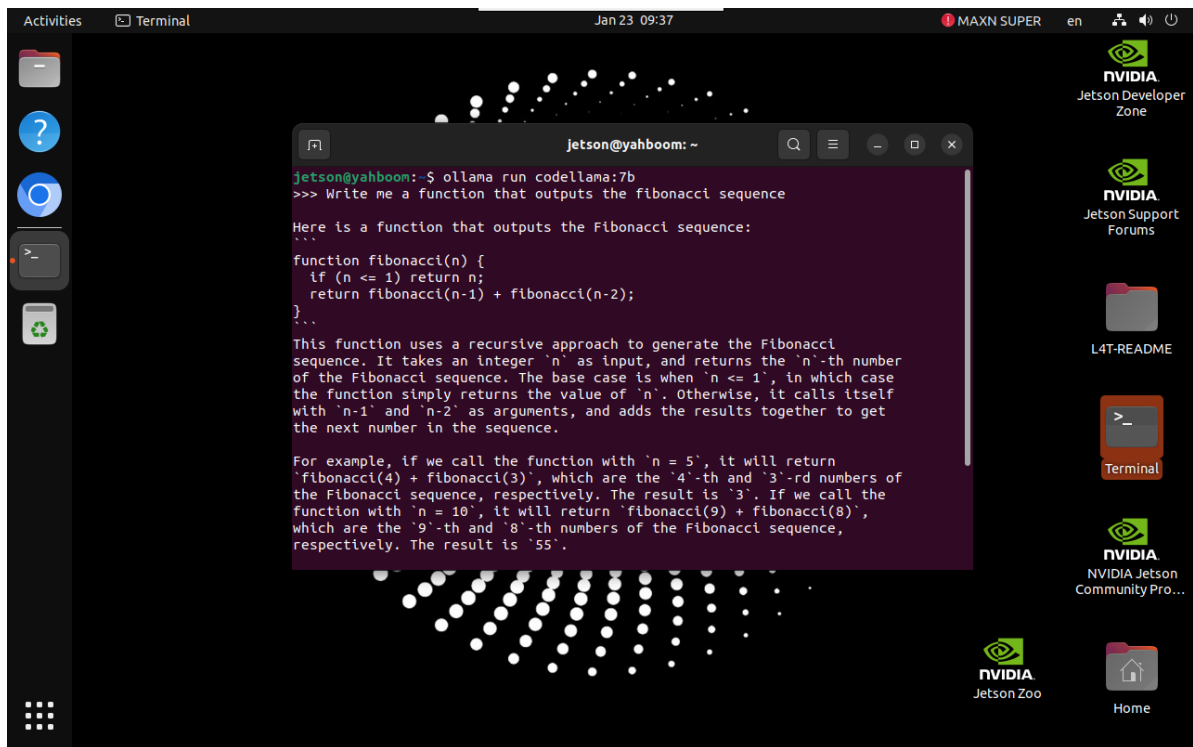 Activities
Terminal
Jan 23 09:37
MAXN SUPER
en
jetson@yahboom: ~
jetson@yahboom:~$ ollama run codellama:7b
>>> Write me a function that outputs the fibonacci sequence
Here is a function that outputs the Fibonacci sequence:
```
function fibonacci(n) {
  if (n <= 1) return n;
  return fibonacci(n-1) + fibonacci(n-2);
}
```
This function uses a recursive approach to generate the Fibonacci
sequence. It takes an integer `n` as input, and returns the `n`-th number
of the Fibonacci sequence. The base case is when `n <= 1`, in which case
the function simply returns the value of `n`. Otherwise, it calls itself
with `n-1` and `n-2` as arguments, and adds the results together to get
the next number in the sequence.
For example, if we call the function with `n = 5`, it will return
`fibonacci(4) + fibonacci(3)`, which are the `4`-th and `3`-rd numbers of
the Fibonacci sequence, respectively. The result is `3`. If we call the
function with `n = 10`, it will return `fibonacci(9) + fibonacci(8)`,
which are the `9`-th and `8`-th numbers of the Fibonacci sequence,
respectively. The result is `55`.
NVIDIA.
Jetson Developer
Zone
NVIDIA.
Jetson Support
Forums
L4T-README
>_
Terminal
NVIDIA.
NVIDIA Jetson
Community Pro...
NVIDIA.
Jetson Zoo
Home